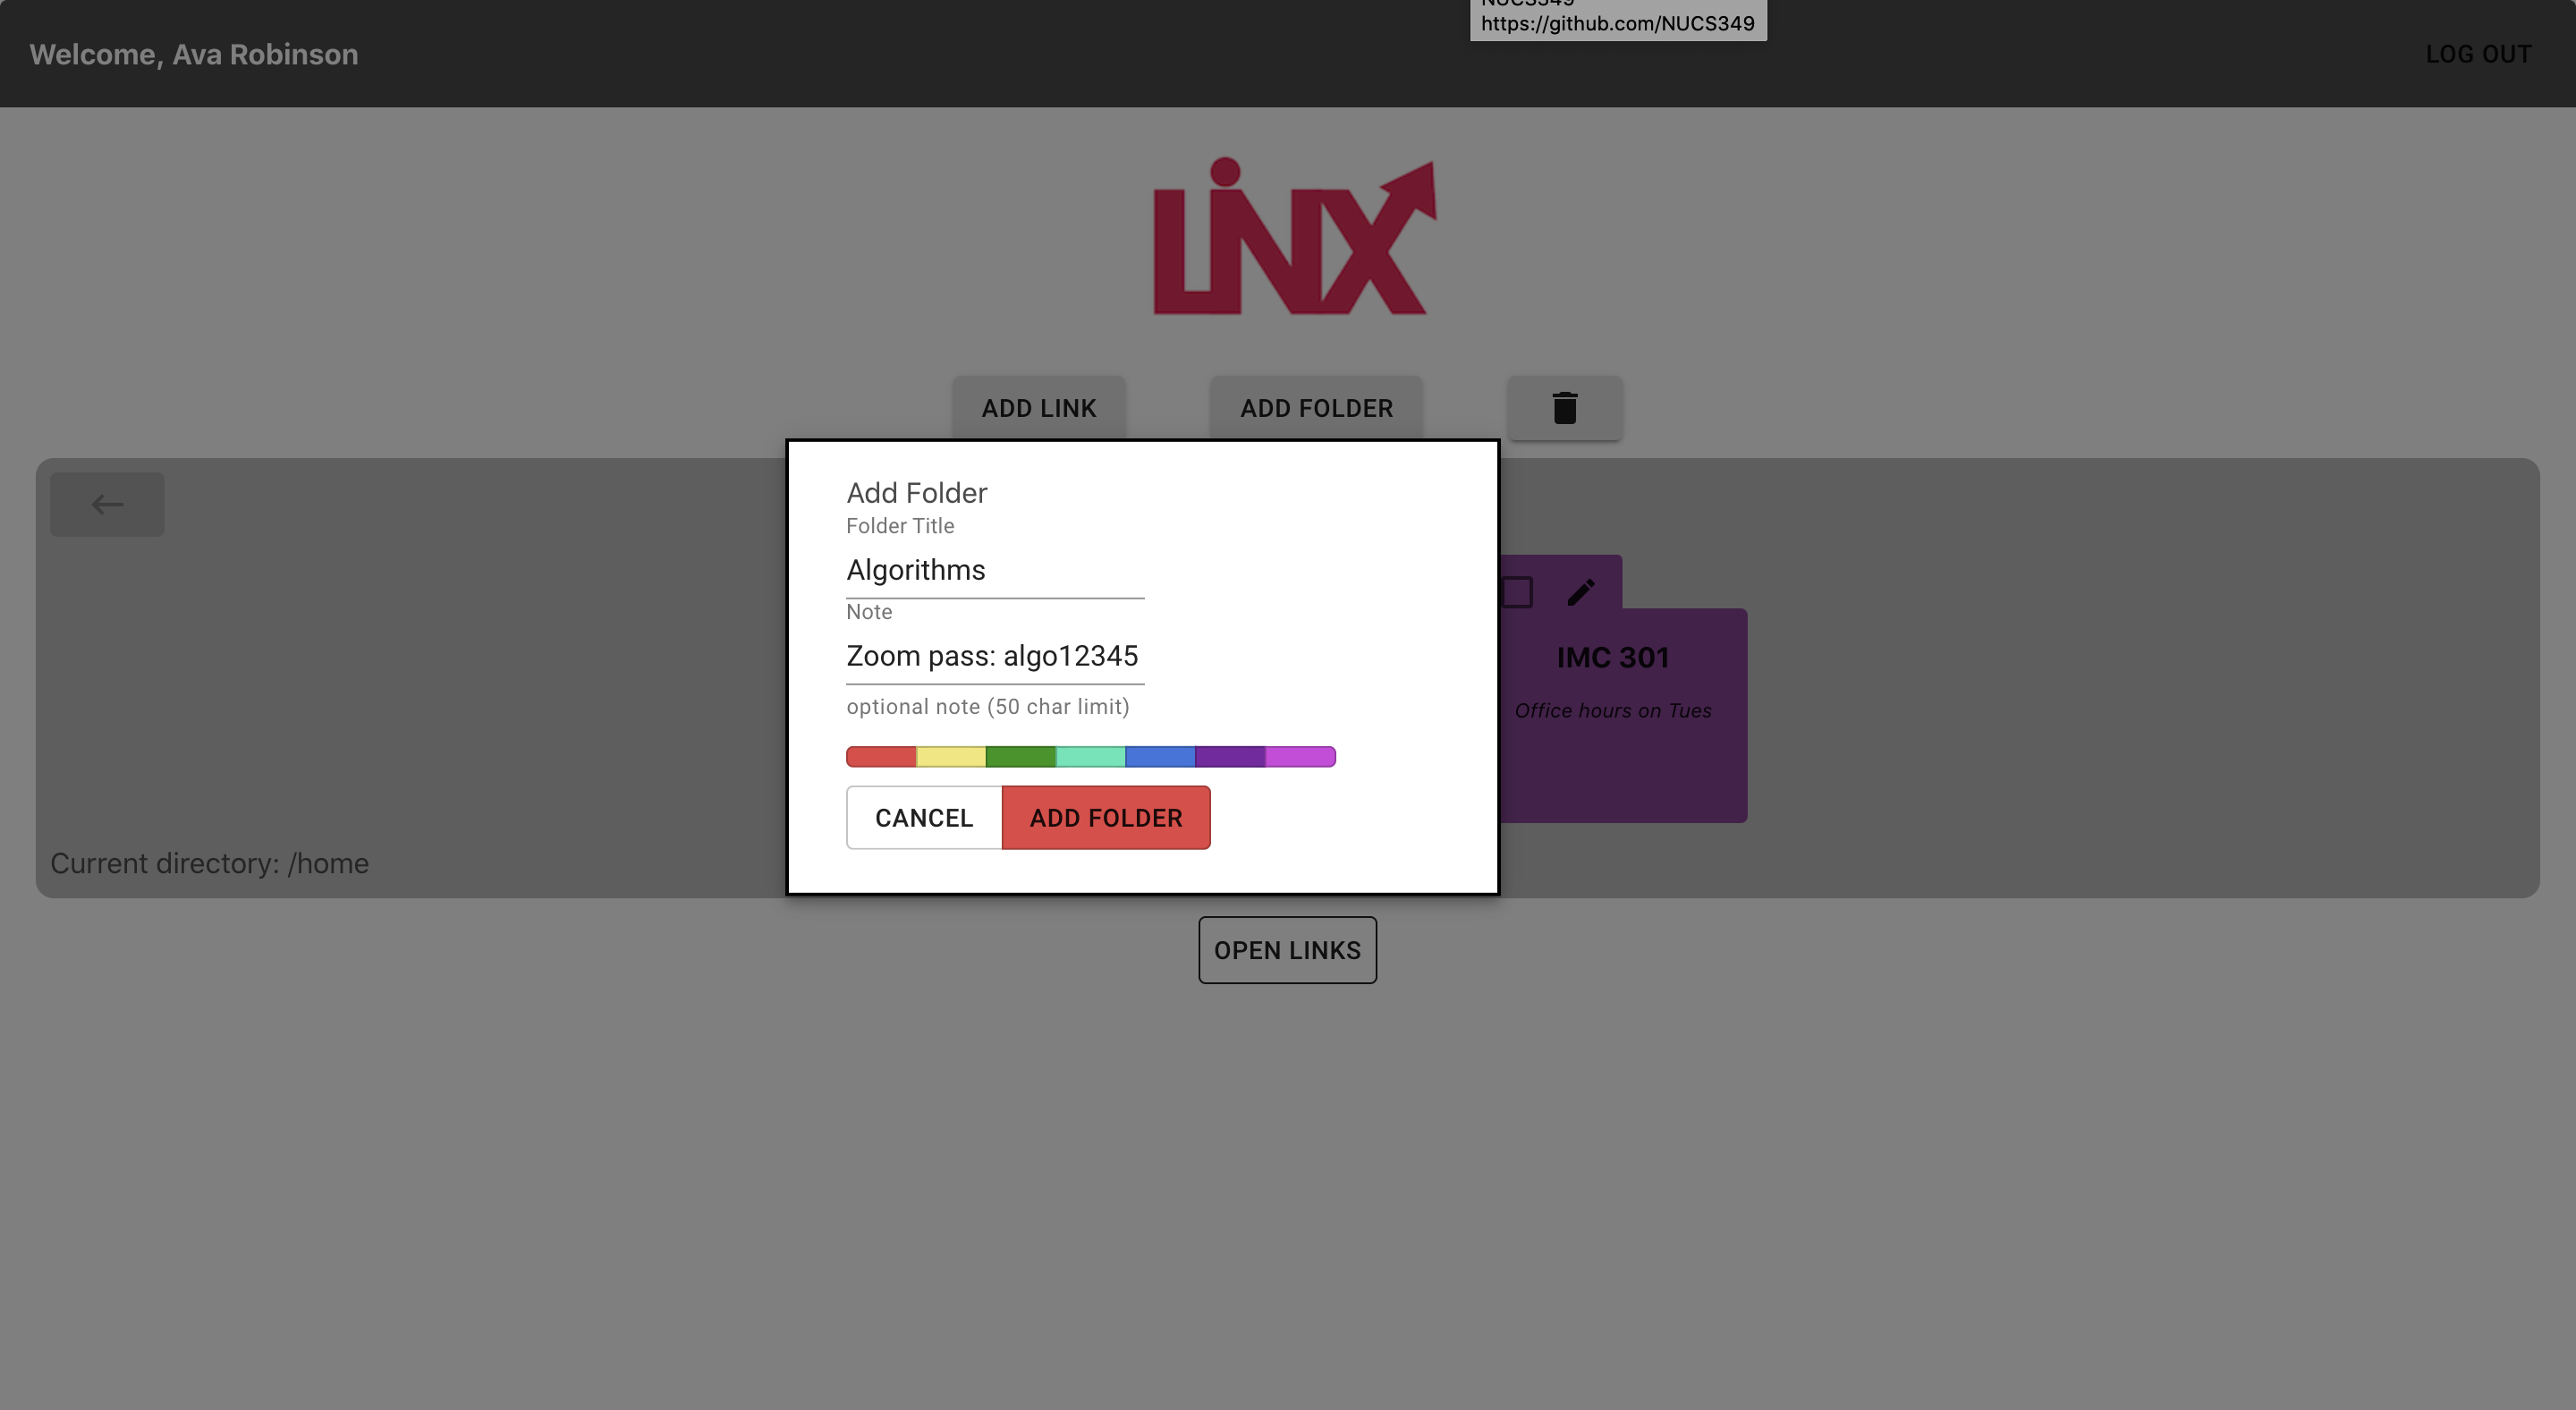 NUCS349
https://github.com/NUCS349
Welcome, Ava Robinson
LOG OUT
LiNX
ADD LINK
ADD FOLDER
Add Folder
Folder Title
Algorithms
Note
Zoom pass: algo12345
optional note (50 char limit)
CANCEL
ADD FOLDER
IMC 301
Office hours on Tues
Current directory: /home
OPEN LINKS